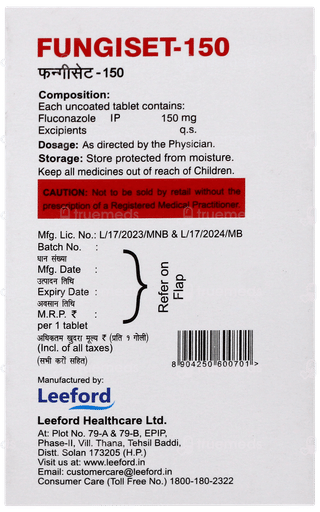 FUNGISET-150
फन्गीसेट-150
Composition:
Each uncoated tablet contains:
Fluconazole IP 150 mg
Excipients q.s.
Dosage: As directed by the Physician.
Storage: Store protected from moisture.
Keep all medicines out of reach of Children.
CAUTION: Not to be sold by retail without the
prescription of a Registered Medical Practitioner.
truemeds truemeds
Mfg. Lic. No.: L/17/2023/MNB & L/17/2024/MB
Batch No. :
घान संख्या
Mfg. Date :
उत्पादन तिथि
Expiry Date :
अवसान तिथि
M.R.P. ₹ :
per 1 tablet
Refer on
Flap
अधिकतम खुदरा मूल्य ₹ (प्रति १ गोली)
(Incl. of all taxes)
(सभी करों सहित)
8 904250 600701 >
Manufactured by:
Leeford
Leeford Healthcare Ltd.
At: Plot No. 79-A & 79-B, EPIP,
Phase-II, Vill. Thana, Tehsil Baddi,
Distt. Solan 173205 (H.P.)
Visit us at: www.leeford.in
Email: customercare@leeford.in
Consumer Care (Toll Free No.) 1800-180-2322